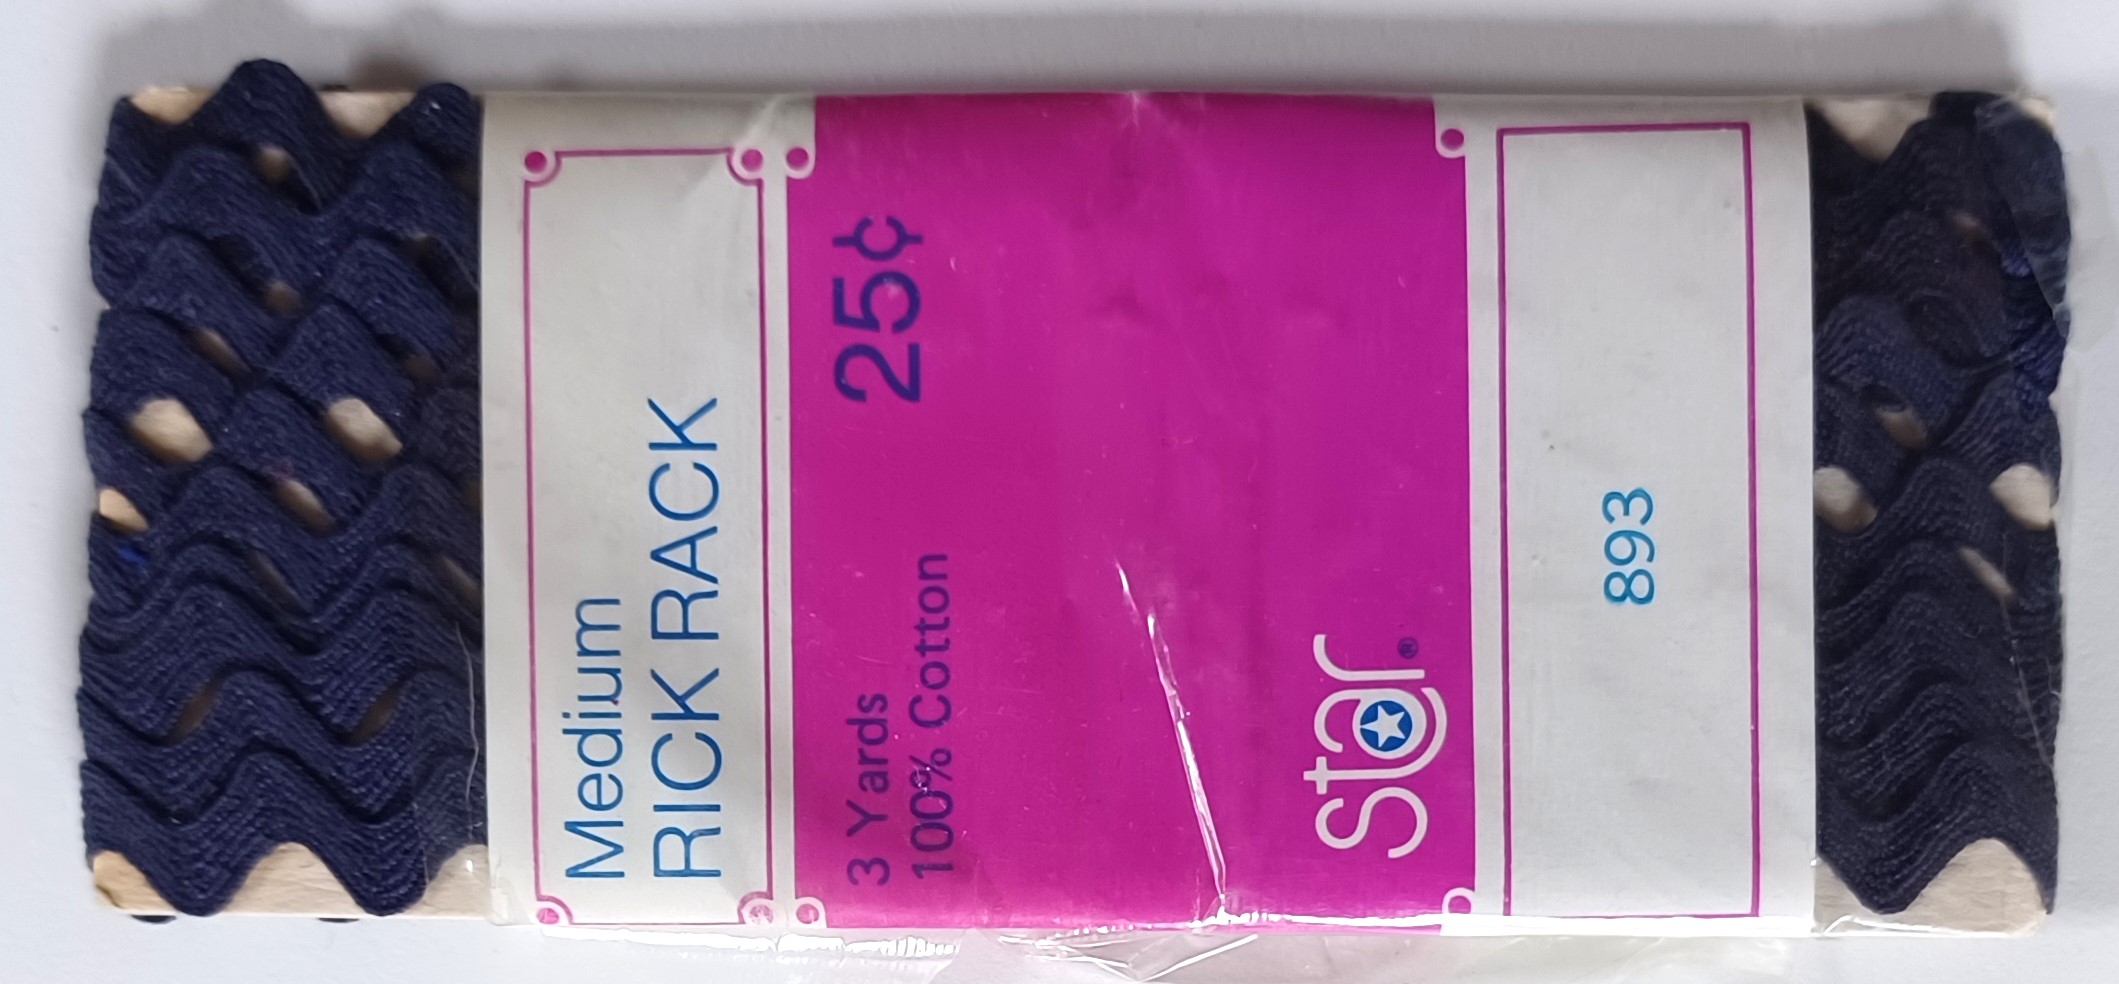 Medium
RICK RACK
25¢
3 Yards
100% Cotton
star®
893